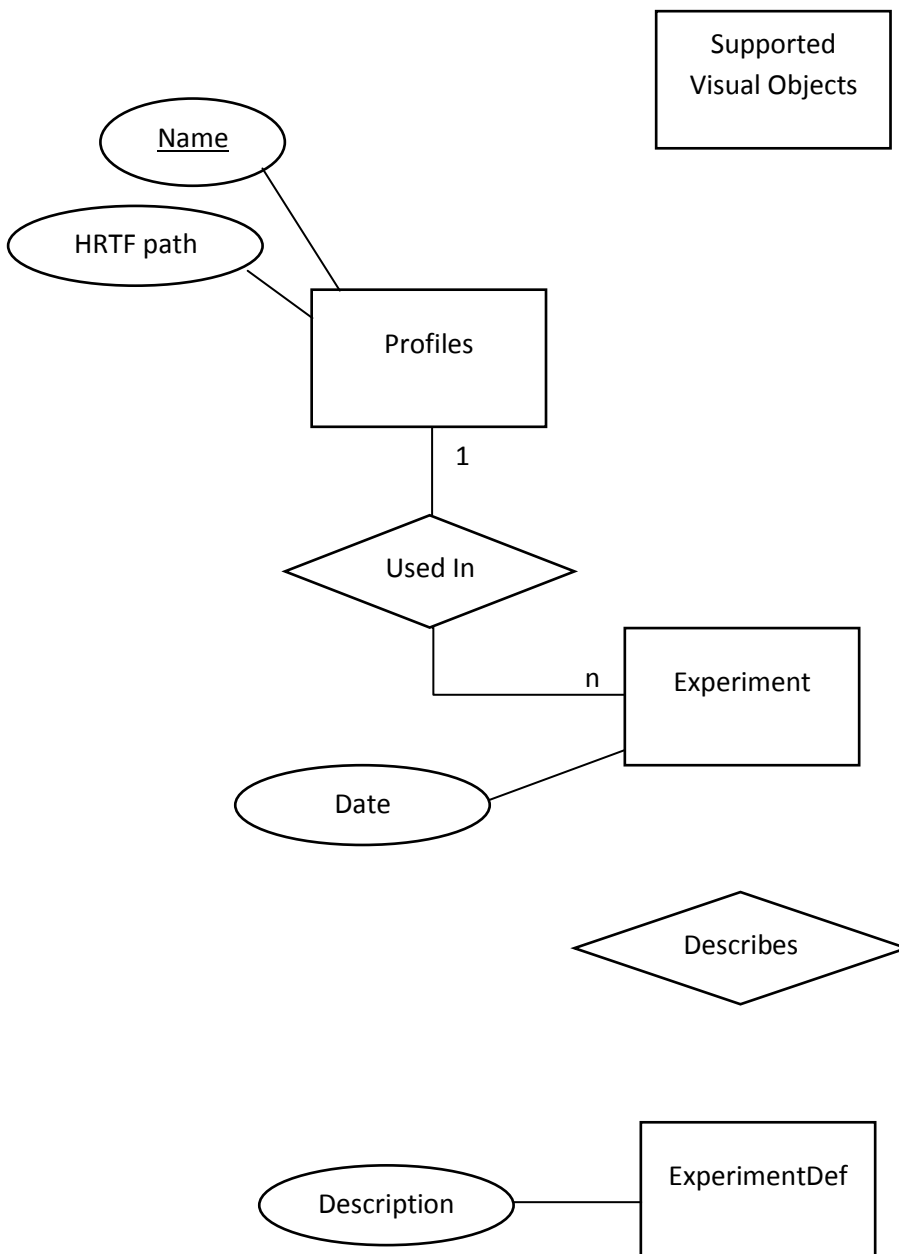 Supported
Visual Objects
Name
HRTF path
Profiles
1
Used In
n
Experiment
Date
Describes
ExperimentDef
Description